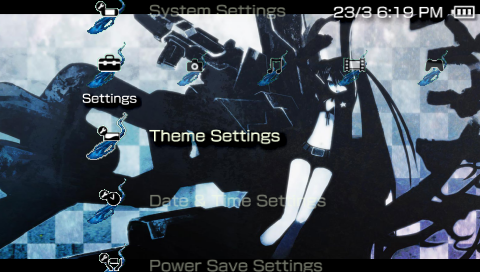 System Settings
23/3 6:19 PM
Settings
Theme Settings
Date & Time Settings
Power Save Settings